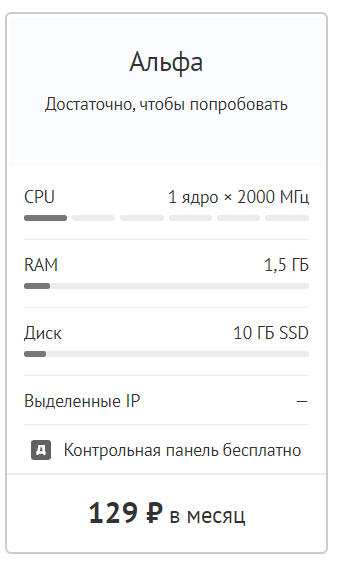 Альфа
Достаточно, чтобы попробовать
CPU 1 ядро × 2000 МГц
RAM 1,5 ГБ
Диск 10 ГБ SSD
Выделенные IP —
Д Контрольная панель бесплатно
129 ₽ в месяц